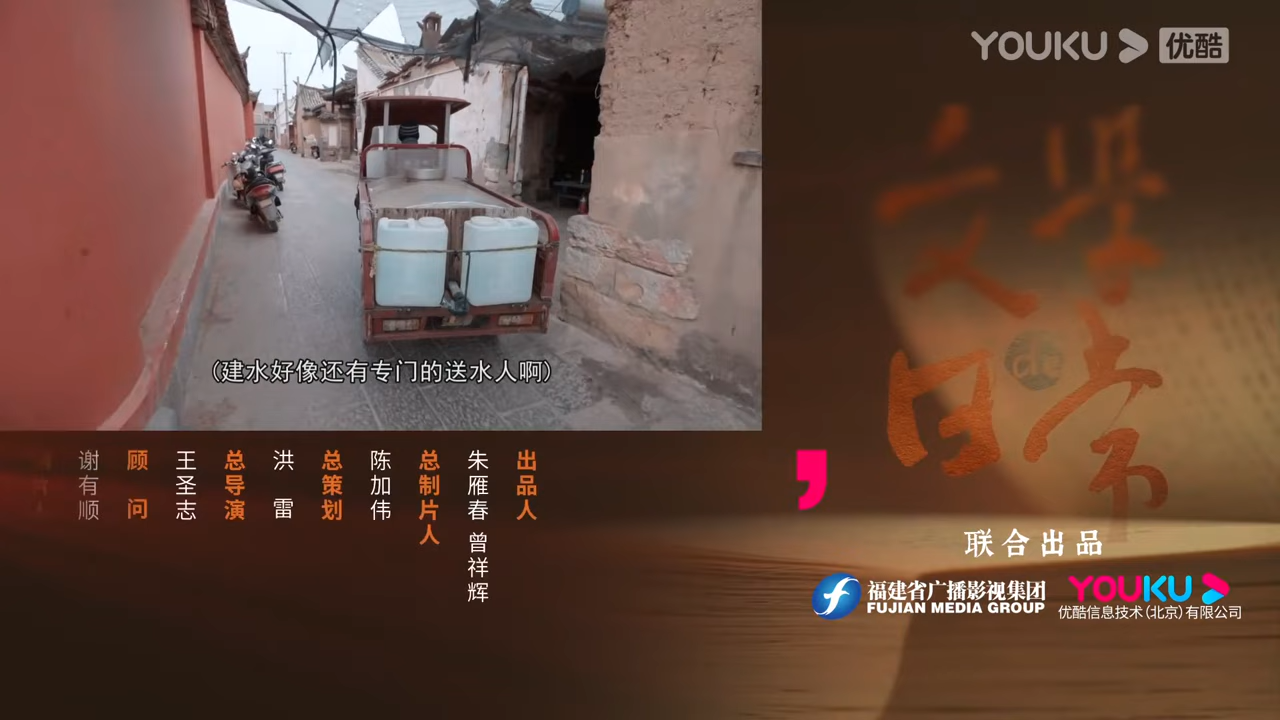 YOUKU 优酷
文学
de
日常
(建水好像还有专门的送水人啊)
出品人
朱雁春 曾祥辉
总制片人
陈加伟
总策划
洪雷
总导演
王圣志
顾问
谢有顺
联合出品
福建省广播影视集团
FUJIAN MEDIA GROUP
YOUKU
优酷信息技术(北京)有限公司